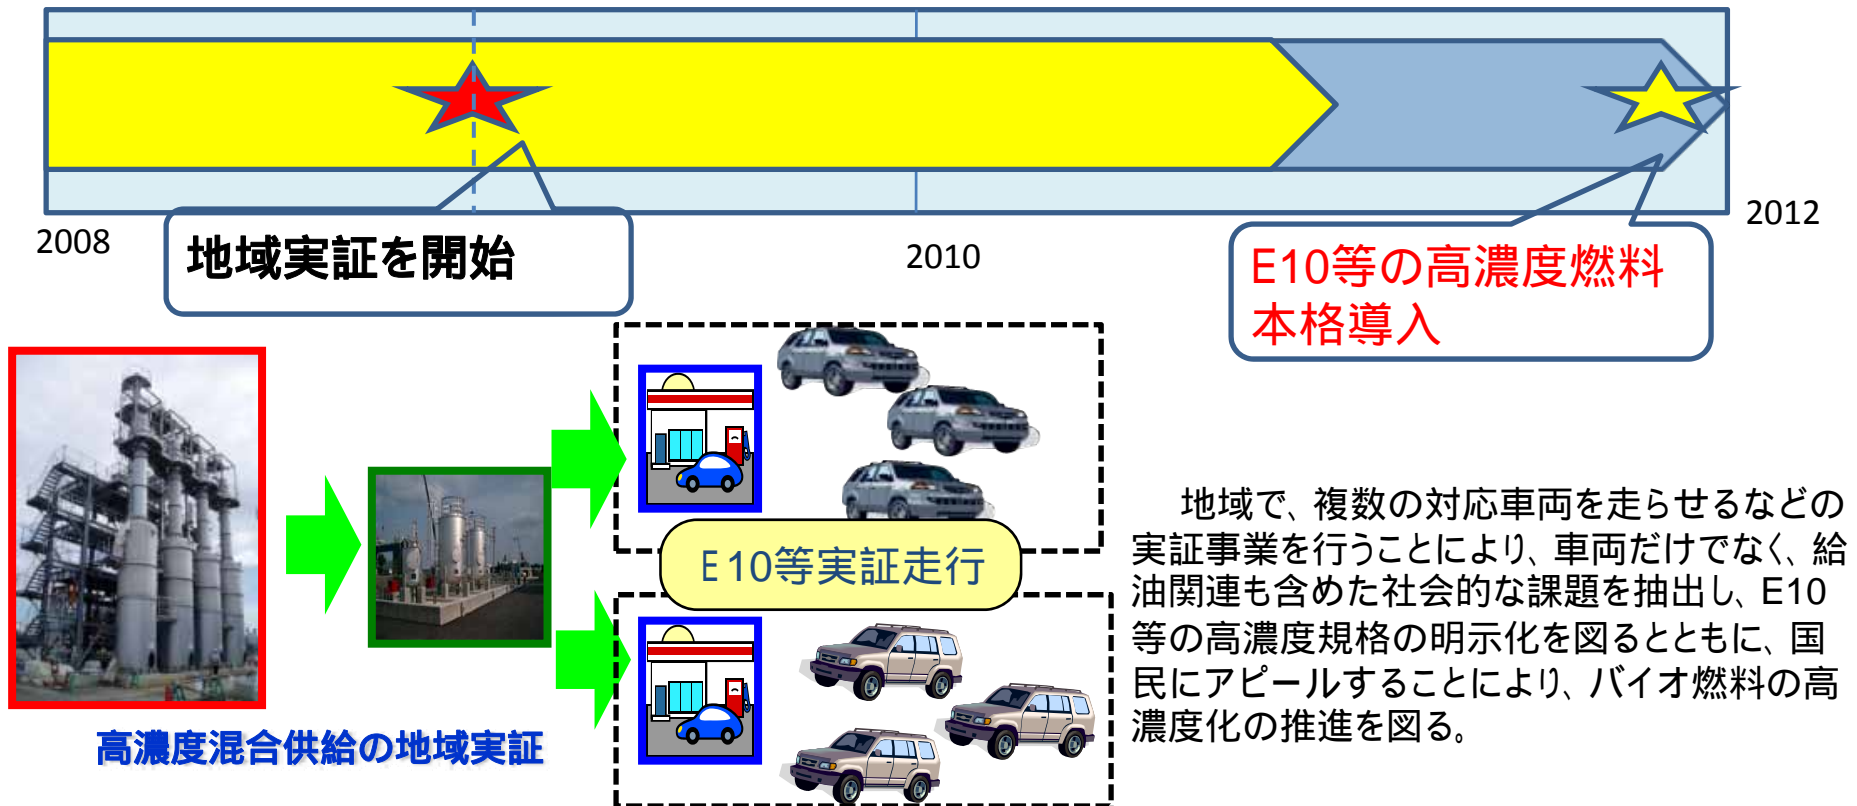 2008
地域実証を開始
2010
2012
E10等の高濃度燃料
本格導入
E10等実証走行
高濃度混合供給の地域実証
地域で、複数の対応車両を走らせるなどの
実証事業を行うことにより、車両だけでなく、給
油関連も含めた社会的な課題を抽出し、E10
等の高濃度規格の明示化を図るとともに、国
民にアピールすることにより、バイオ燃料の高
濃度化の推進を図る。